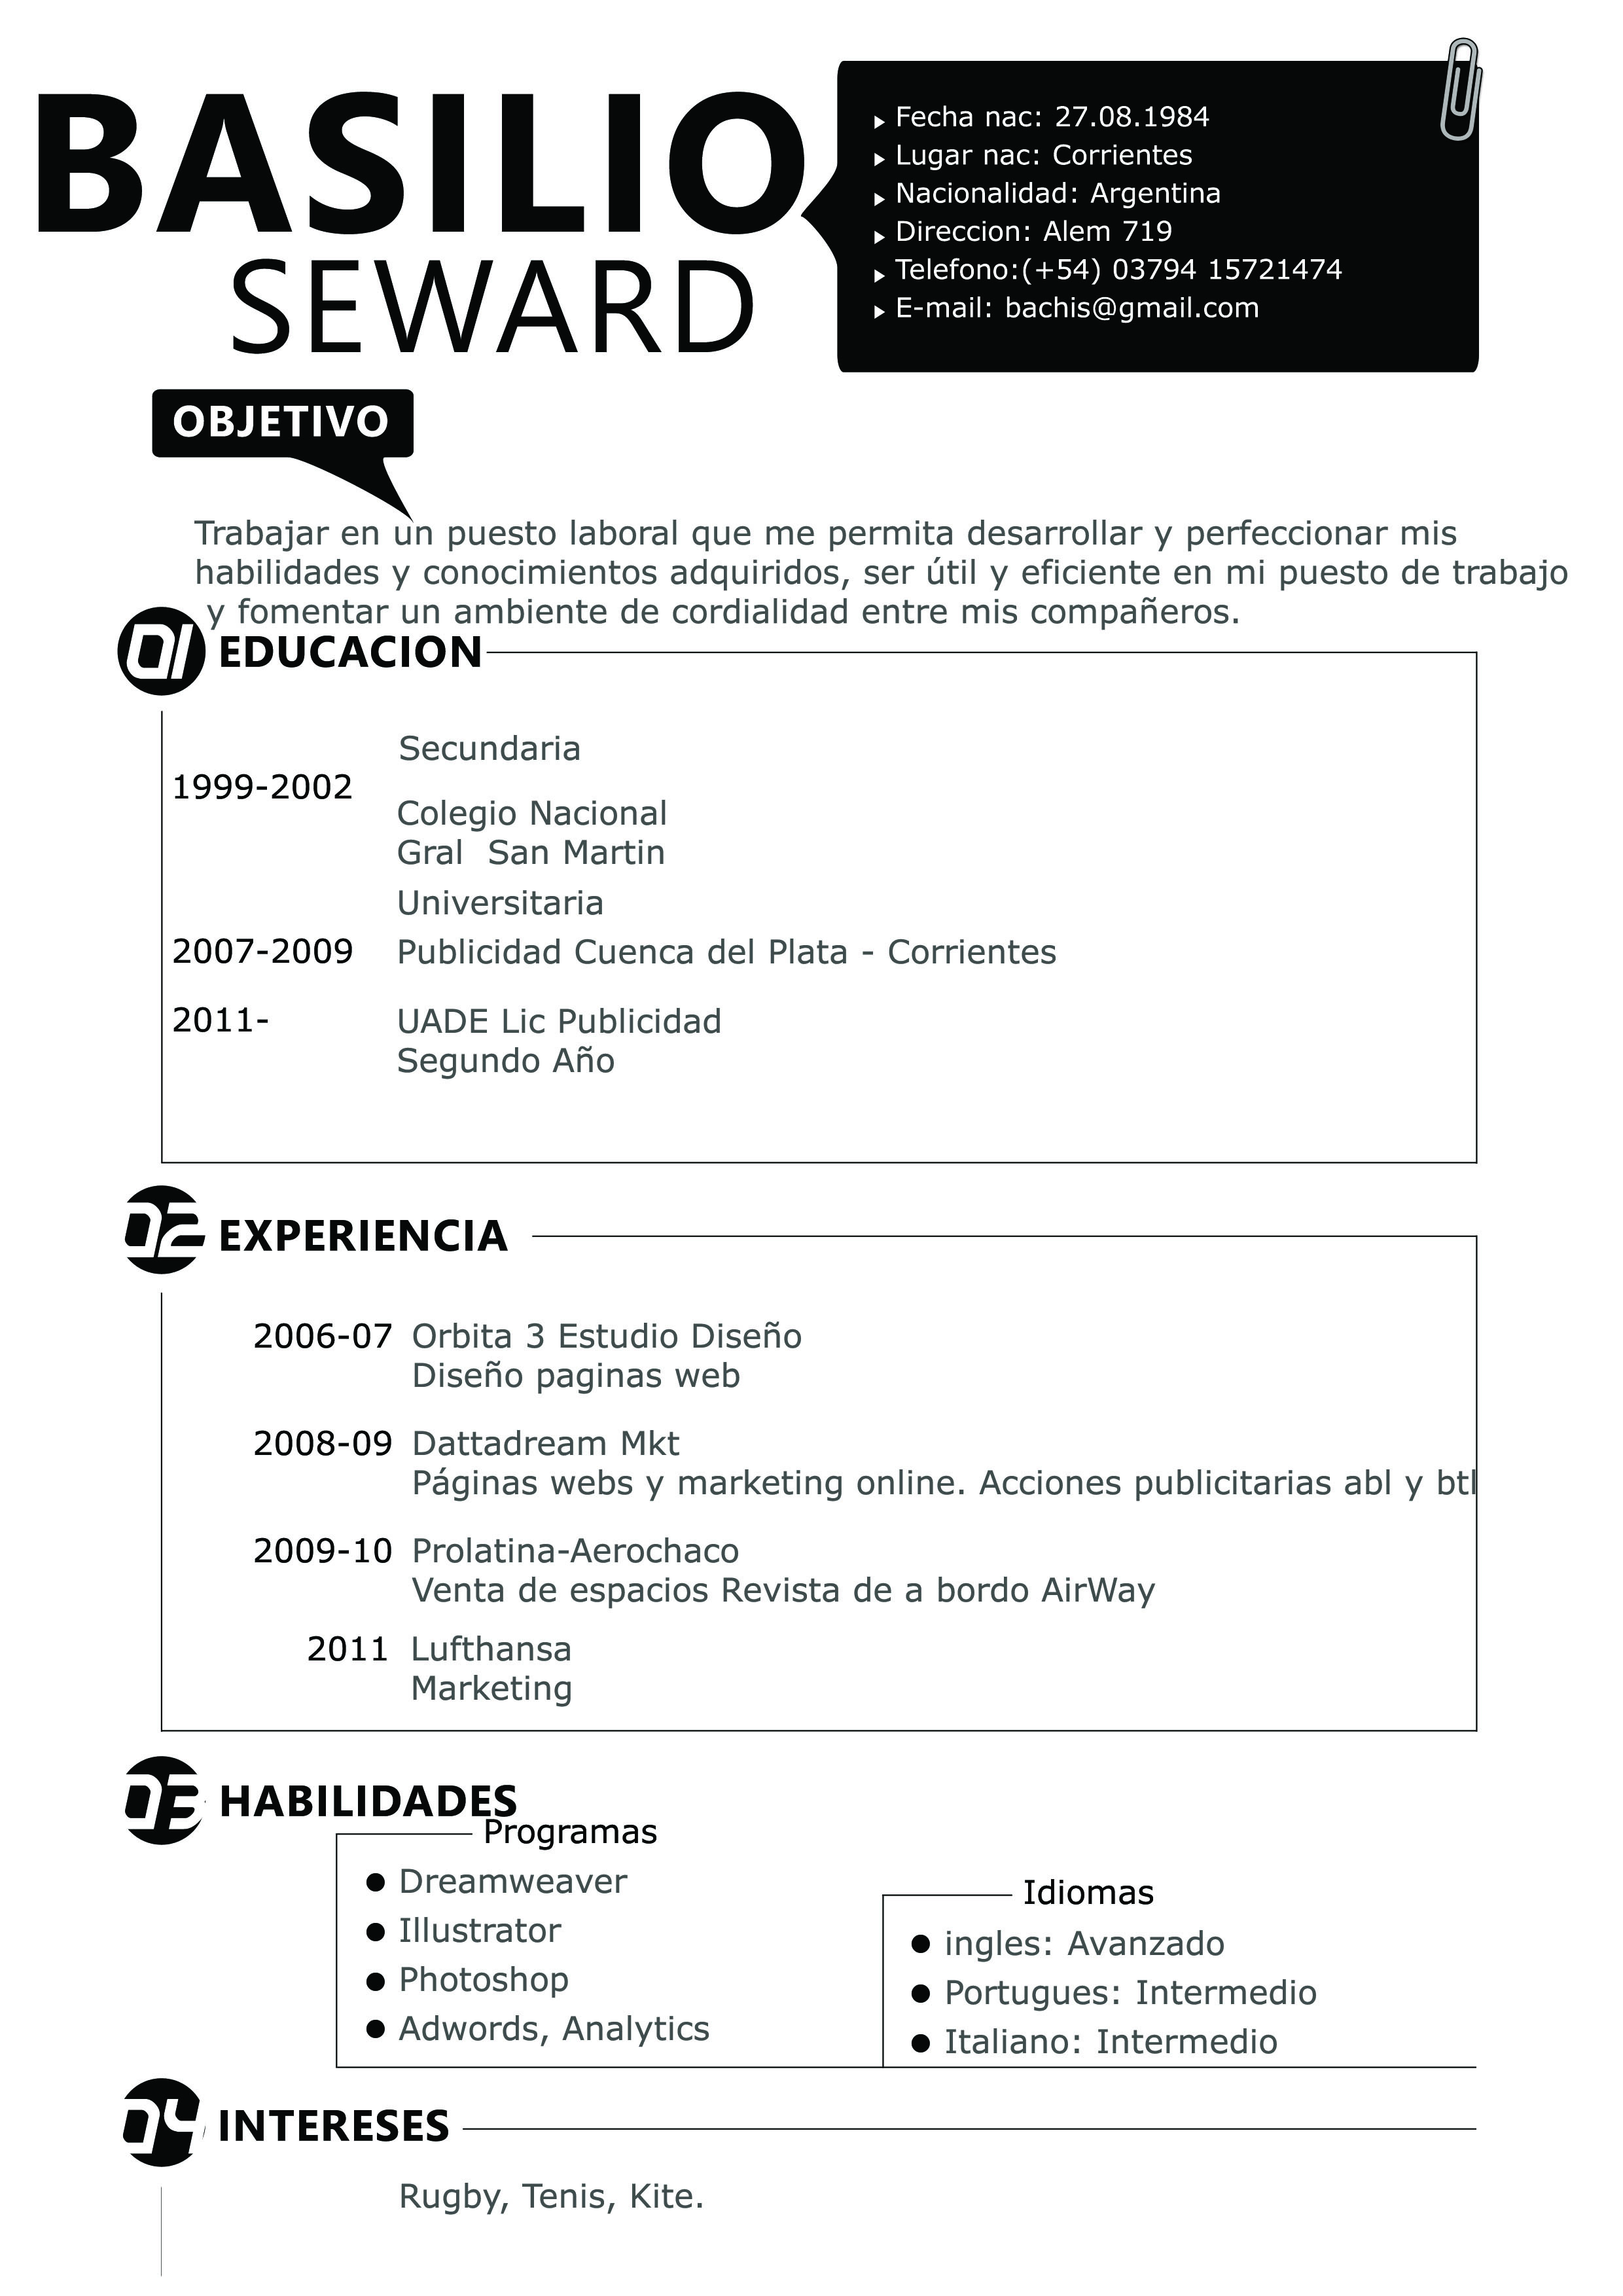 BASILIO
SEWARD
Fecha nac: 27.08.1984
Lugar nac: Corrientes
Nacionalidad: Argentina
Direccion: Alem 719
Telefono:(+54) 03794 15721474
E-mail: bachis@gmail.com
OBJETIVO
Trabajar en un puesto laboral que me permita desarrollar y perfeccionar mis
habilidades y conocimientos adquiridos, ser útil y eficiente en mi puesto de trabajo
y fomentar un ambiente de cordialidad entre mis compañeros.
01 EDUCACION
Secundaria
1999-2002
Colegio Nacional
Gral  San Martin
Universitaria
2007-2009 Publicidad Cuenca del Plata - Corrientes
2011- UADE Lic Publicidad
Segundo Año
02 EXPERIENCIA
2006-07 Orbita 3 Estudio Diseño
Diseño paginas web
2008-09 Dattadream Mkt
Páginas webs y marketing online. Acciones publicitarias abl y btl
2009-10 Prolatina-Aerochaco
Venta de espacios Revista de a bordo AirWay
2011 Lufthansa
Marketing
03 HABILIDADES
Programas
Dreamweaver
Illustrator
Photoshop
Adwords, Analytics
Idiomas
ingles: Avanzado
Portugues: Intermedio
Italiano: Intermedio
04 INTERESES
Rugby, Tenis, Kite.